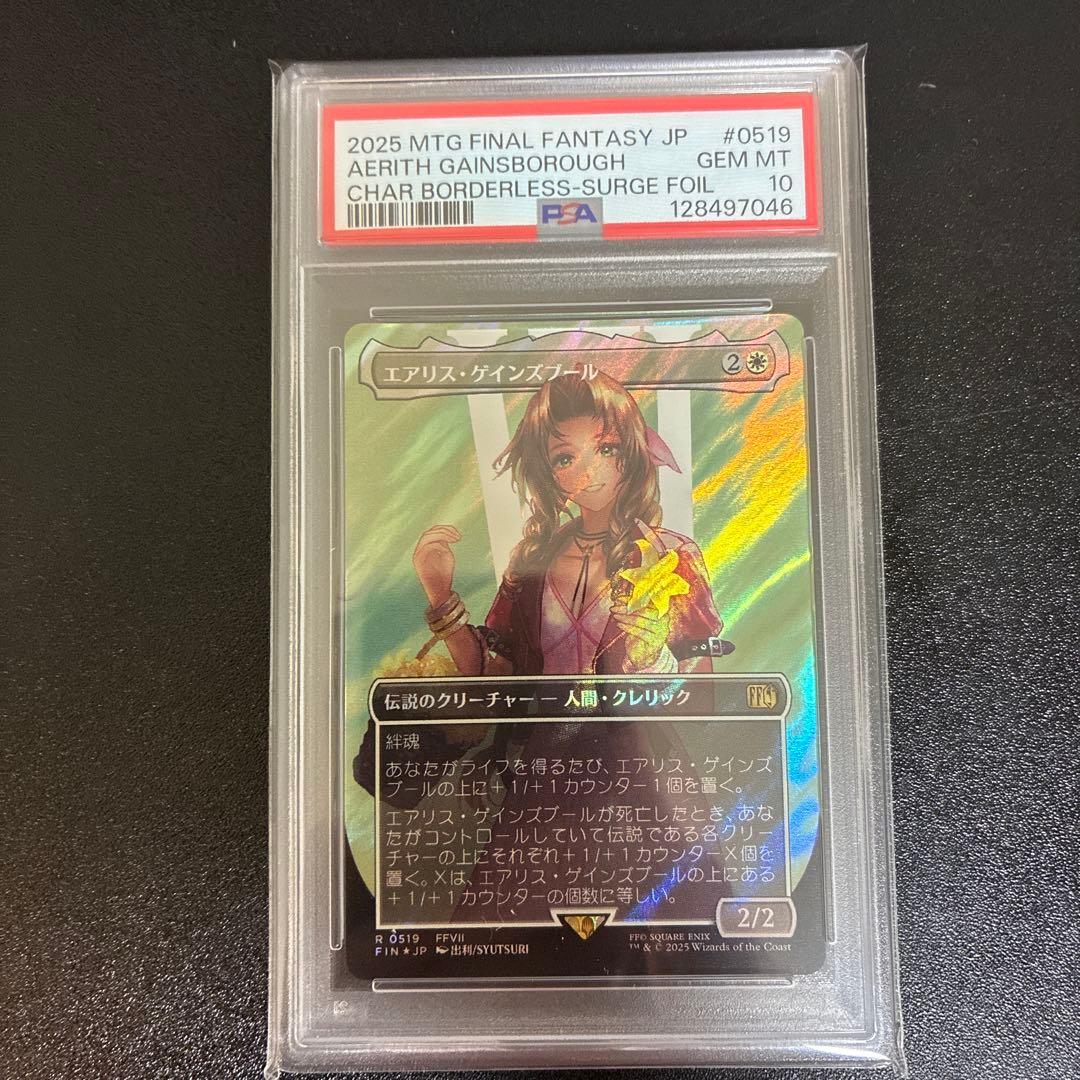 2025 MTG FINAL FANTASY JP #0519
AERITH GAINSBOROUGH GEM MT
CHAR BORDERLESS-SURGE FOIL 10
PSA 128497046
エアリス・ゲインズブール 2
伝説のクリーチャー — 人間・クレリック FF
絆魂
あなたがライフを得るたび、エアリス・ゲインズ
ブールの上に+1/+1カウンター1個を置く。
エアリス・ゲインズブールが死亡したとき、あな
たがコントロールしていて伝説である各クリー
チャーの上にそれぞれ+1/+1カウンターX個を
置く。Xは、エアリス・ゲインズブールの上にある
+1/+1カウンターの個数に等しい。
2/2
R 0519 FFVII
FIN★JP 出利/SYUTSURI
FF© SQUARE ENIX
™ & © 2025 Wizards of the Coast